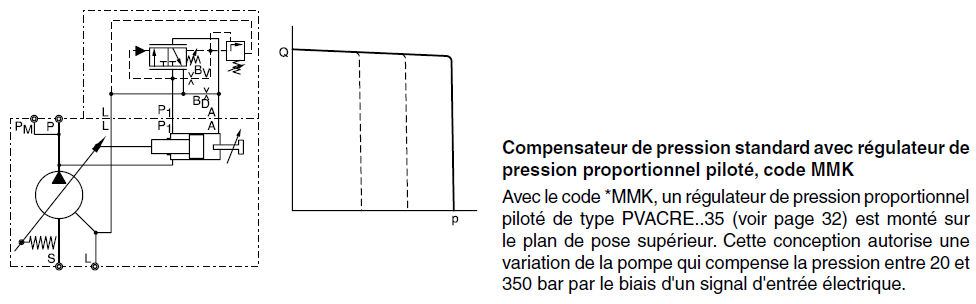 B_V
B_D
L
P1
A
P_M
P
L
P1
A
S
L
Q
p
Compensateur de pression standard avec régulateur de
pression proportionnel piloté, code MMK
Avec le code *MMK, un régulateur de pression proportionnel
piloté de type PVACRE..35 (voir page 32) est monté sur
le plan de pose supérieur. Cette conception autorise une
variation de la pompe qui compense la pression entre 20 et
350 bar par le biais d'un signal d'entrée électrique.